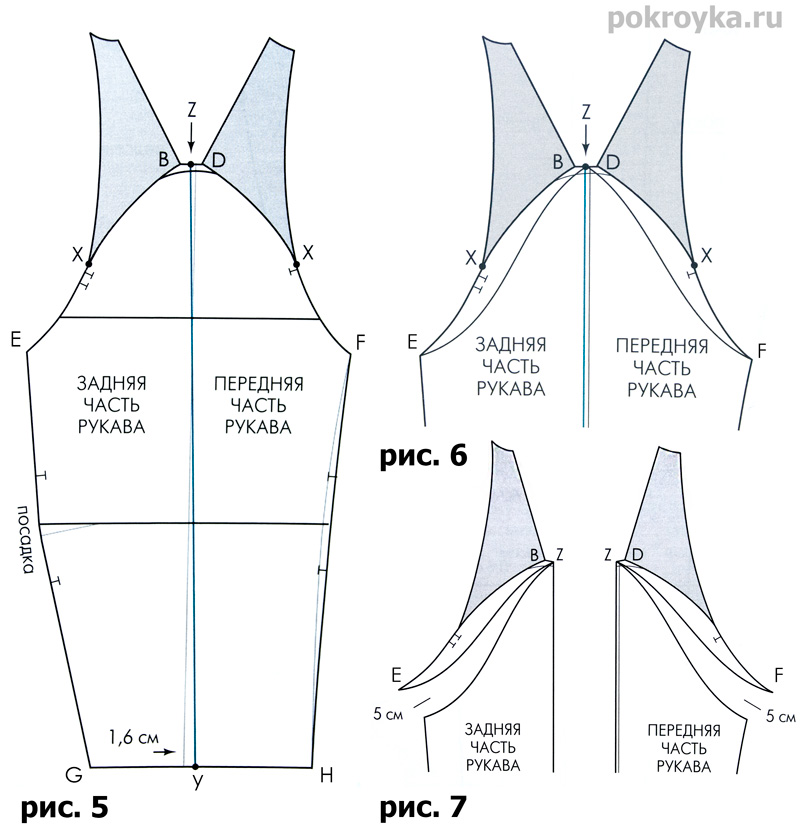 pokroyka.ru
Z
B
D
X
X
E
F
ЗАДНЯЯ
ЧАСТЬ
РУКАВА
ПЕРЕДНЯЯ
ЧАСТЬ
РУКАВА
посадка
1,6 см
G
У
H
рис. 5
Z
B
D
X
X
E
F
ЗАДНЯЯ
ЧАСТЬ
РУКАВА
ПЕРЕДНЯЯ
ЧАСТЬ
РУКАВА
рис. 6
B
Z
Z
D
E
F
5 см
5 см
ЗАДНЯЯ
ЧАСТЬ
РУКАВА
ПЕРЕДНЯЯ
ЧАСТЬ
РУКАВА
рис. 7